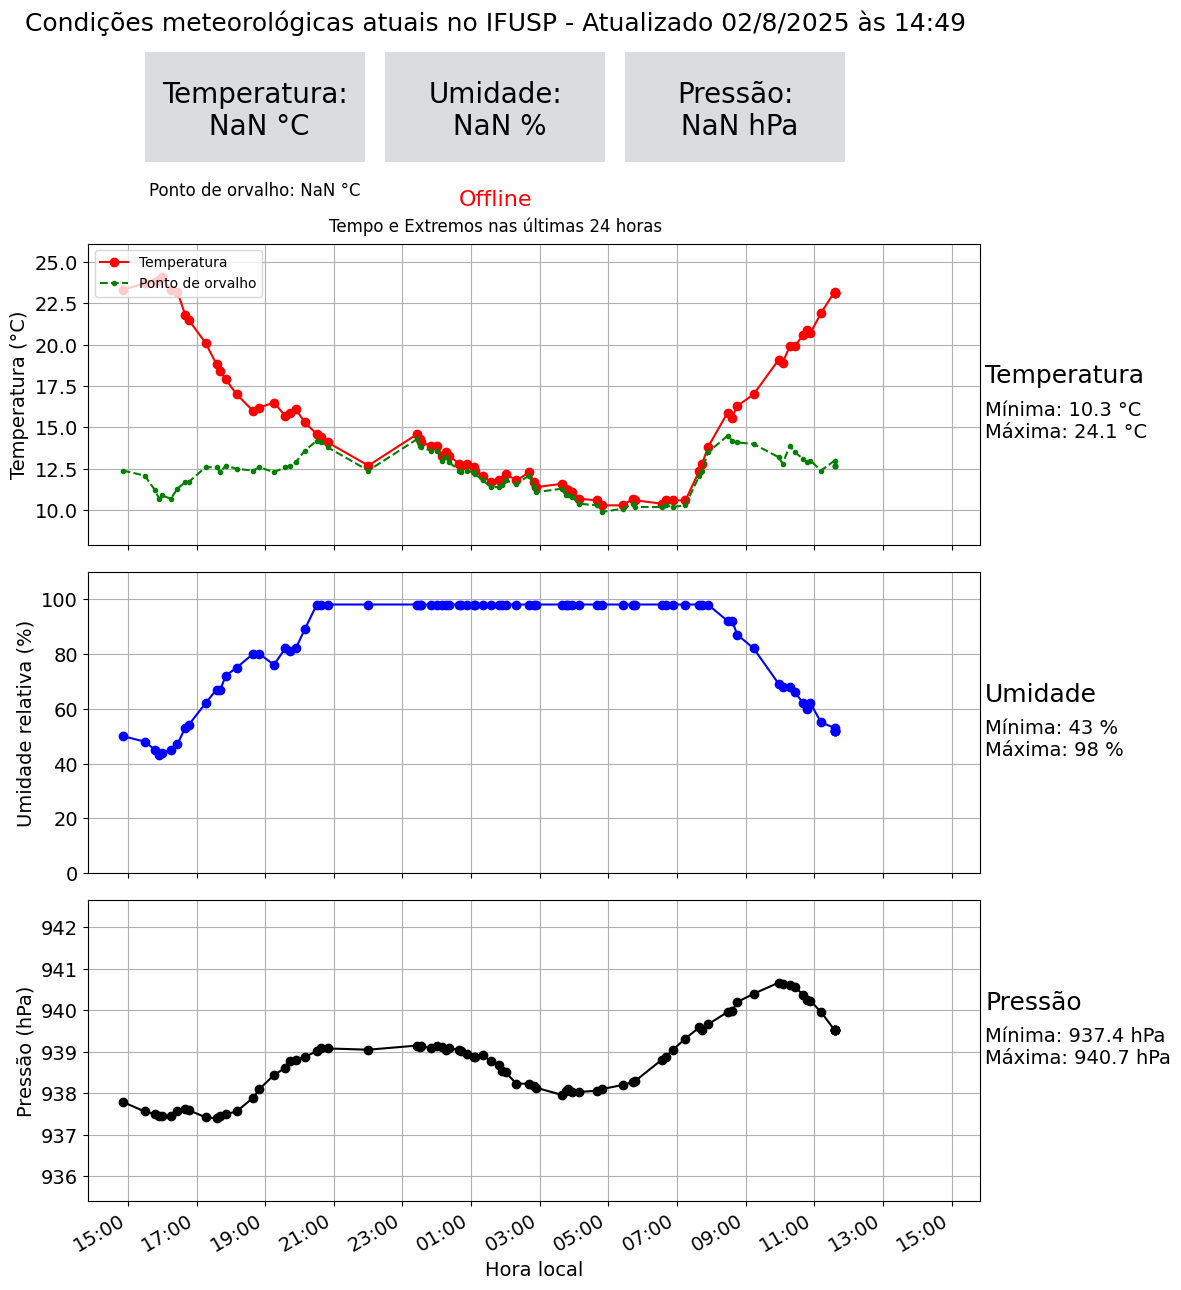 Condições meteorológicas atuais no IFUSP - Atualizado 02/8/2025 às 14:49
Temperatura:
NaN °C
Umidade:
NaN %
Pressão:
NaN hPa
Ponto de orvalho: NaN °C
Offline
Tempo e Extremos nas últimas 24 horas
Temperatura (°C)
25.0
22.5
20.0
17.5
15.0
12.5
10.0
Temperatura
Ponto de orvalho
Temperatura
Mínima: 10.3 °C
Máxima: 24.1 °C
Umidade relativa (%)
100
80
60
40
20
0
Umidade
Mínima: 43 %
Máxima: 98 %
Pressão (hPa)
942
941
940
939
938
937
936
Pressão
Mínima: 937.4 hPa
Máxima: 940.7 hPa
15:00 17:00 19:00 21:00 23:00 01:00 03:00 05:00 07:00 09:00 11:00 13:00 15:00
Hora local